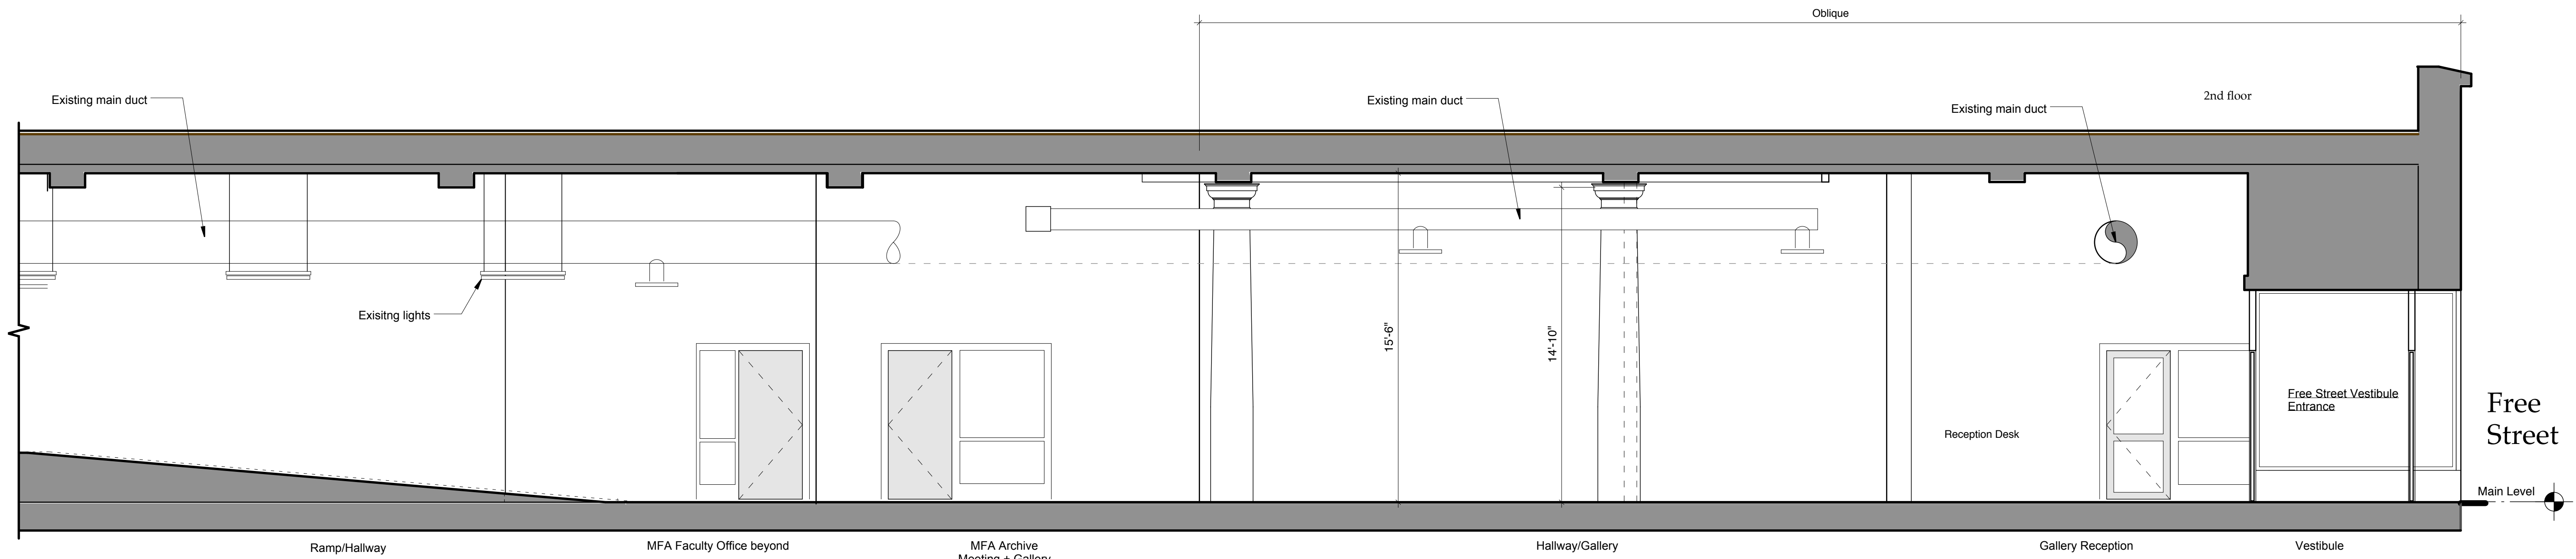 Oblique
Existing main duct
Existing main duct
2nd floor
Existing main duct
Exisitng lights
15'-6"
14'-10"
Free Street Vestibule
Entrance
Free
Street
Reception Desk
Main Level
Ramp/Hallway
MFA Faculty Office beyond
MFA Archive
Meeting + Gallery
Hallway/Gallery
Gallery Reception
Vestibule